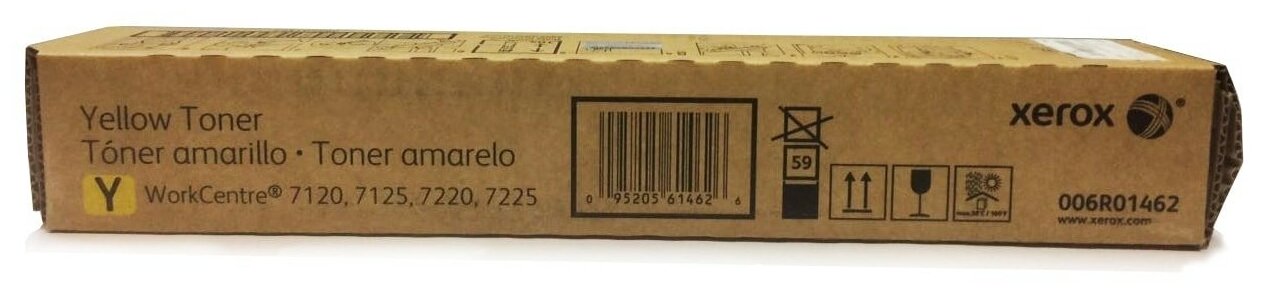 Yellow Toner
Tóner amarillo • Toner amarelo
Y WorkCentre® 7120, 7125, 7220, 7225
0 95205 61462 6
59
xerox
006R01462
www.xerox.com